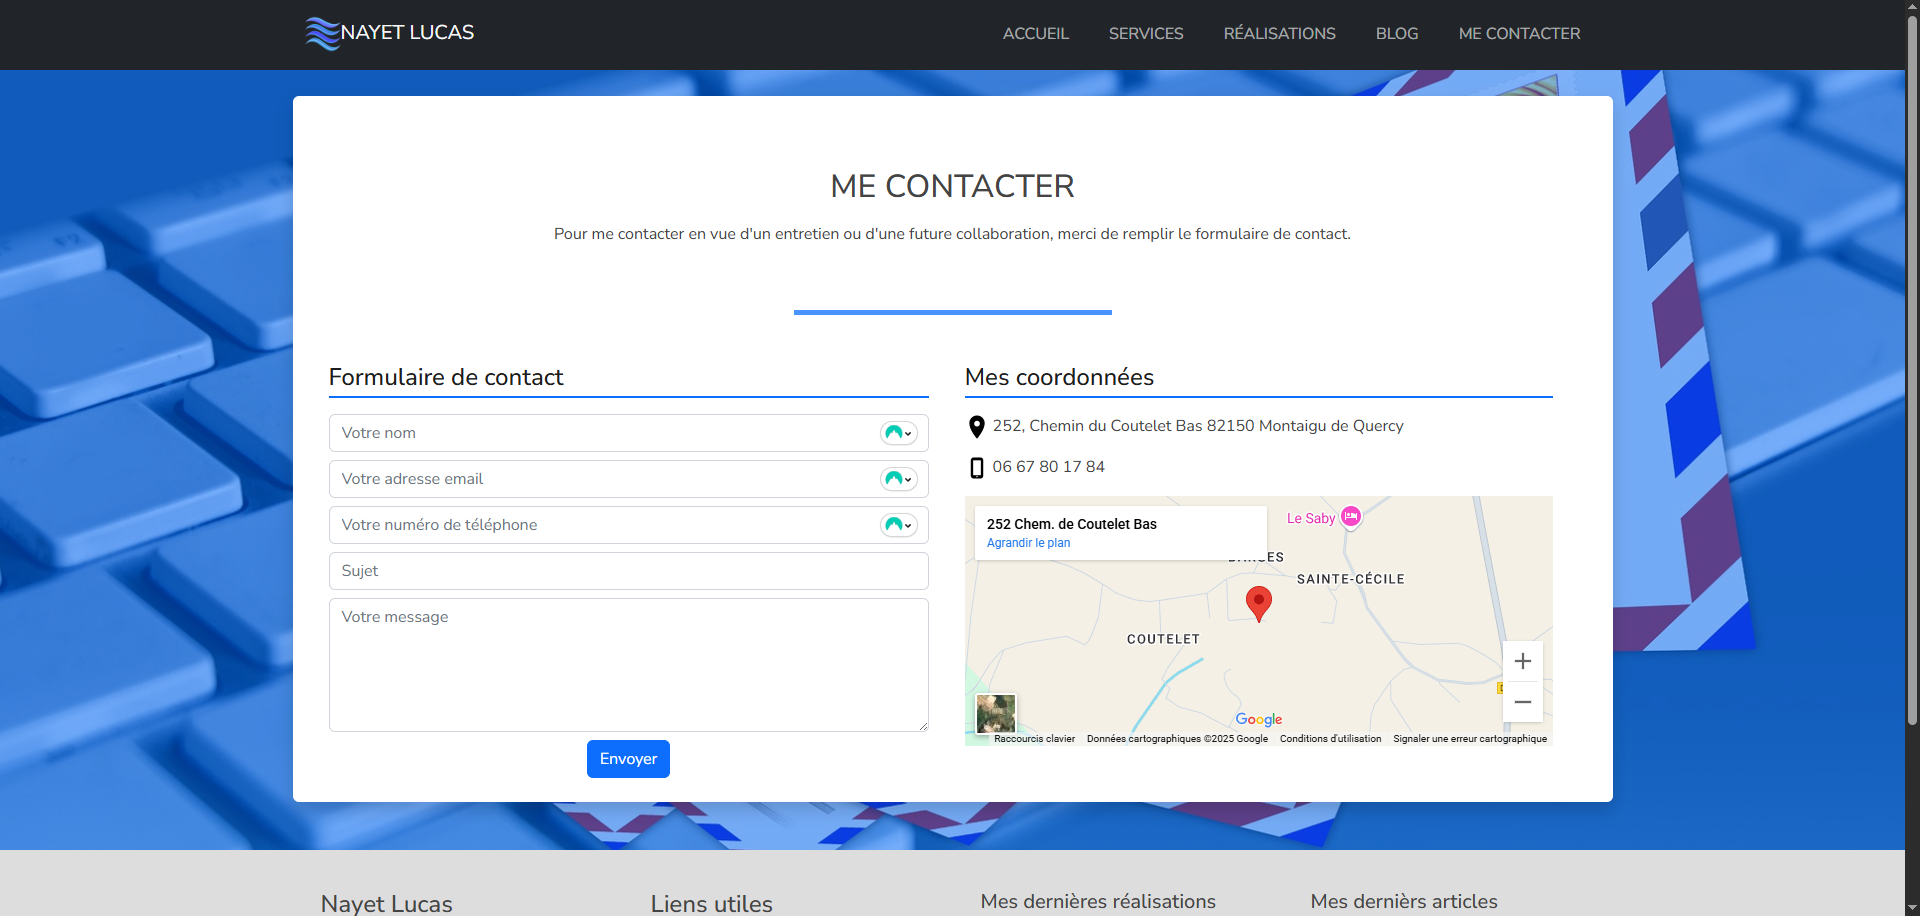 NAYET LUCAS
ACCUEIL
SERVICES
RÉALISATIONS
BLOG
ME CONTACTER
ME CONTACTER
Pour me contacter en vue d'un entretien ou d'une future collaboration, merci de remplir le formulaire de contact.
Formulaire de contact
Votre nom
Votre adresse email
Votre numéro de téléphone
Sujet
Votre message
Envoyer
Mes coordonnées
252, Chemin du Coutelet Bas 82150 Montaigu de Quercy
06 67 80 17 84
252 Chem. de Coutelet Bas
Agrandir le plan
Le Saby
SAINTE-CÉCILE
COUTELET
Google
Raccourcis clavier
Données cartographiques ©2025 Google
Conditions d'utilisation
Signaler une erreur cartographique
Nayet Lucas
Liens utiles
Mes dernières réalisations
Mes dernièrs articles